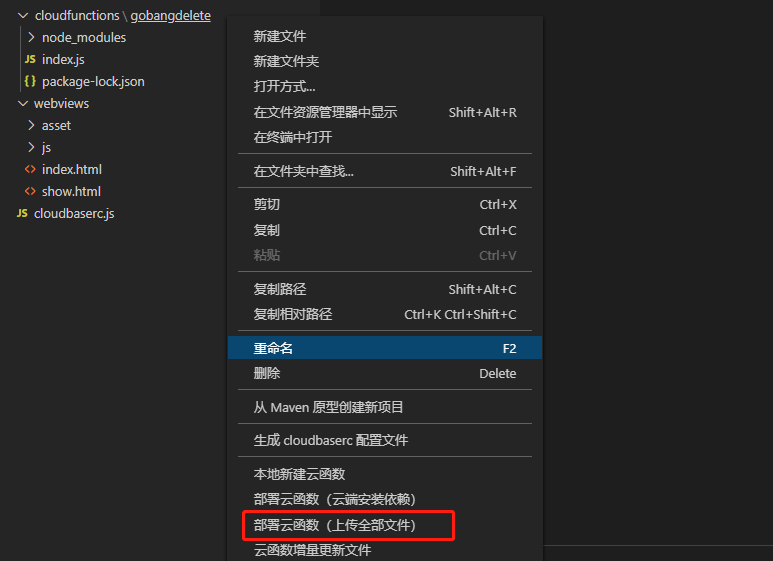 cloudfunctions \ gobangdelete
node_modules
JS index.js
{} package-lock.json
webviews
asset
js
<> index.html
<> show.html
JS cloudbaserc.js
新建文件
新建文件夹
打开方式...
在文件资源管理器中显示 Shift+Alt+R
在终端中打开
在文件夹中查找... Shift+Alt+F
剪切 Ctrl+X
复制 Ctrl+C
粘贴 Ctrl+V
复制路径 Shift+Alt+C
复制相对路径 Ctrl+K Ctrl+Shift+C
重命名 F2
删除 Delete
从 Maven 原型创建新项目
生成 cloudbaserc 配置文件
本地新建云函数
部署云函数（云端安装依赖）
部署云函数（上传全部文件）
云函数增量更新文件